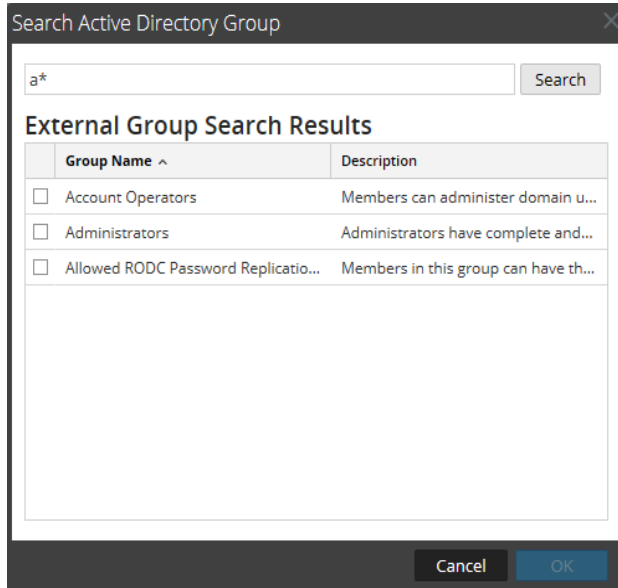 Search Active Directory Group
a*
Search
External Group Search Results
Group Name Description
Account Operators Members can administer domain u...
Administrators Administrators have complete and...
Allowed RODC Password Replicatio... Members in this group can have th...
Cancel OK